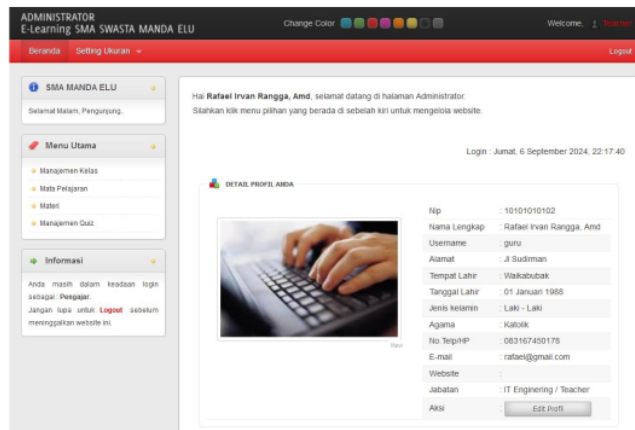 ADMINISTRATOR
E-Learning SMA SWASTA MANDA ELU
Change Color
Welcome, Teacher
Beranda Setting Ukuran
Logout
SMA MANDA ELU
Selamat Malam, Pengunjung.
Menu Utama
Manajemen Kelas
Mata Pelajaran
Materi
Manajemen Quiz
Informasi
Anda masih dalam keadaan login
sebagai : Pengajar.
Jangan lupa untuk Logout sebelum
meninggalkan website ini.
Hai Rafael Irvan Rangga, Amd, selamat datang di halaman Administrator.
Silahkan klik menu pilihan yang berada di sebelah kiri untuk mengelola website.
Login : Jumat, 6 September 2024, 22:17:40
DETAIL PROFIL ANDA
View
Nip : 10101010102
Nama Lengkap : Rafael Irvan Rangga, Amd
Username : guru
Alamat : Jl Sudirman
Tempat Lahir : Waikabubak
Tanggal Lahir : 01 Januari 1988
Jenis kelamin : Laki - Laki
Agama : Katolik
No.Telp/HP : 083167450178
E-mail : rafael@gmail.com
Website :
Jabatan : IT Enginering / Teacher
Aksi : Edit Profil